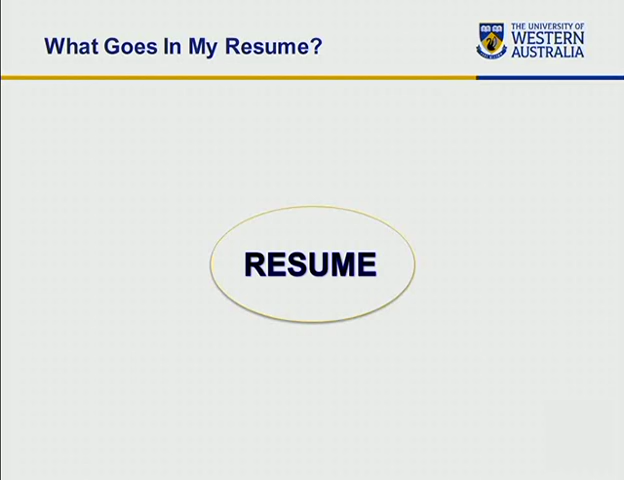 What Goes In My Resume?
THE UNIVERSITY OF
WESTERN
AUSTRALIA
RESUME